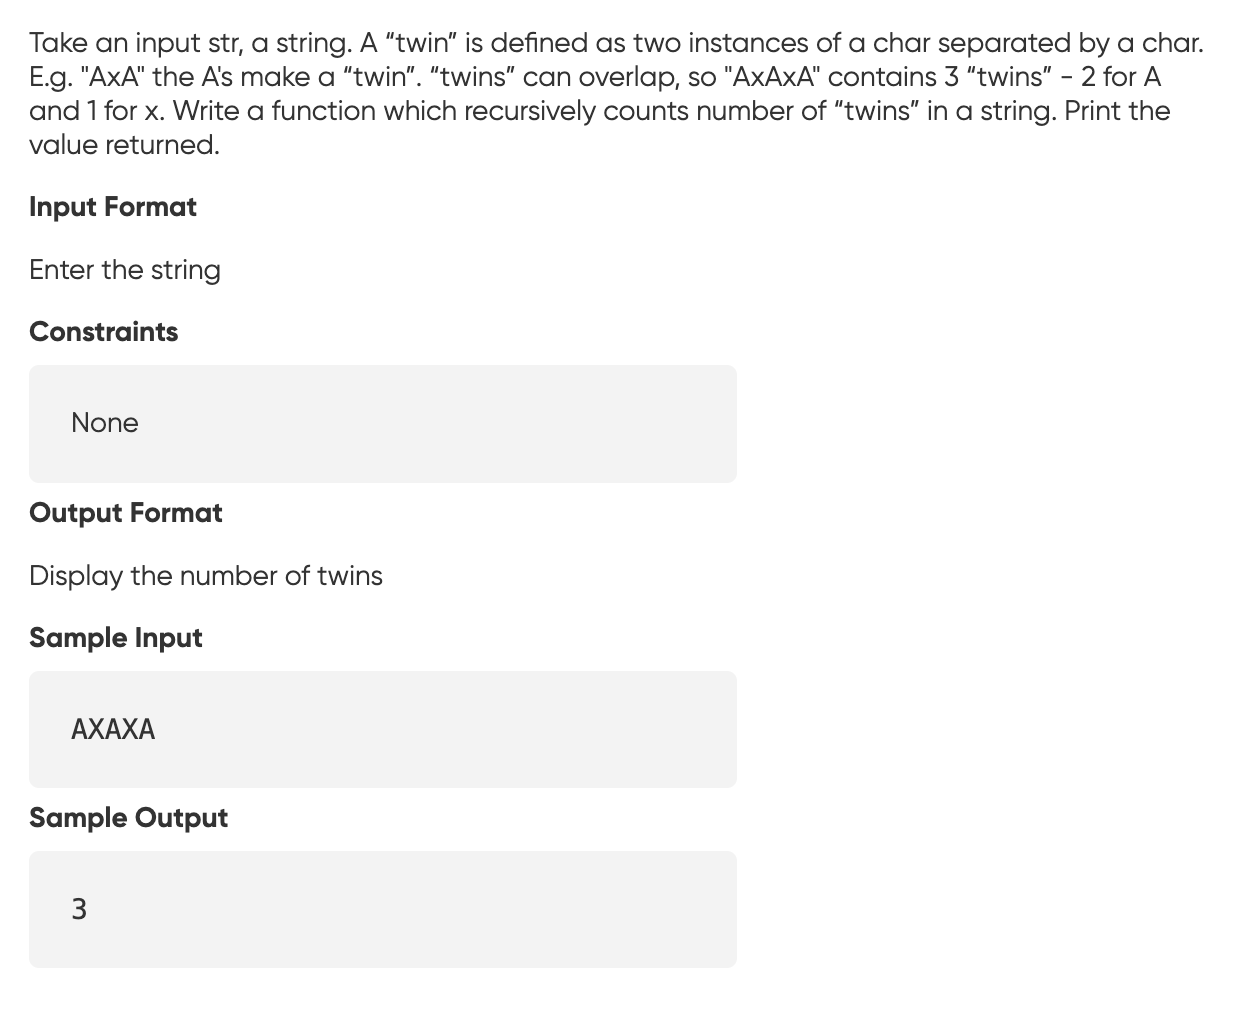 Take an input str, a string. A “twin” is defined as two instances of a char separated by a char.
E.g. "AxA" the A's make a “twin”. “twins” can overlap, so "AxAxA" contains 3 “twins” - 2 for A
and 1 for x. Write a function which recursively counts number of “twins” in a string. Print the
value returned.
Input Format
Enter the string
Constraints
None
Output Format
Display the number of twins
Sample Input
AXAXA
Sample Output
3